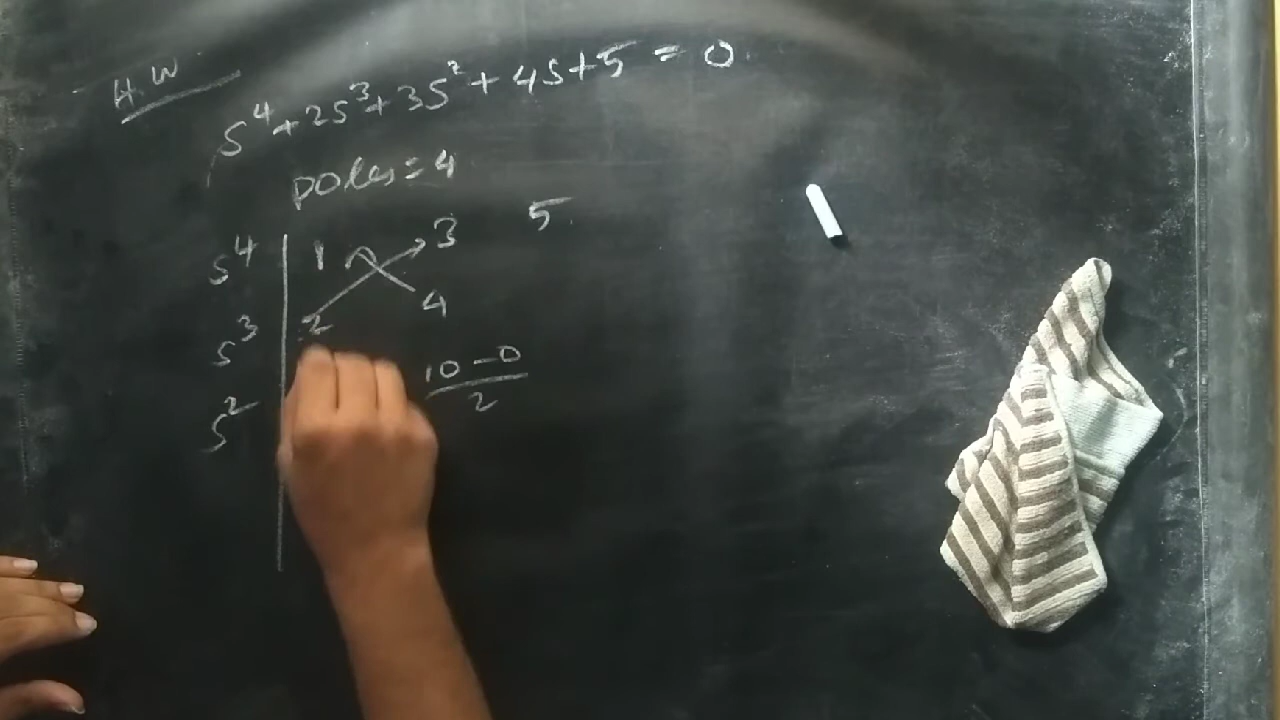 H.W
S⁴+2S³+3S²+4S+5=0.
poles=4
S⁴ 1 3 5
S³ 2 4
S² 10-0/2